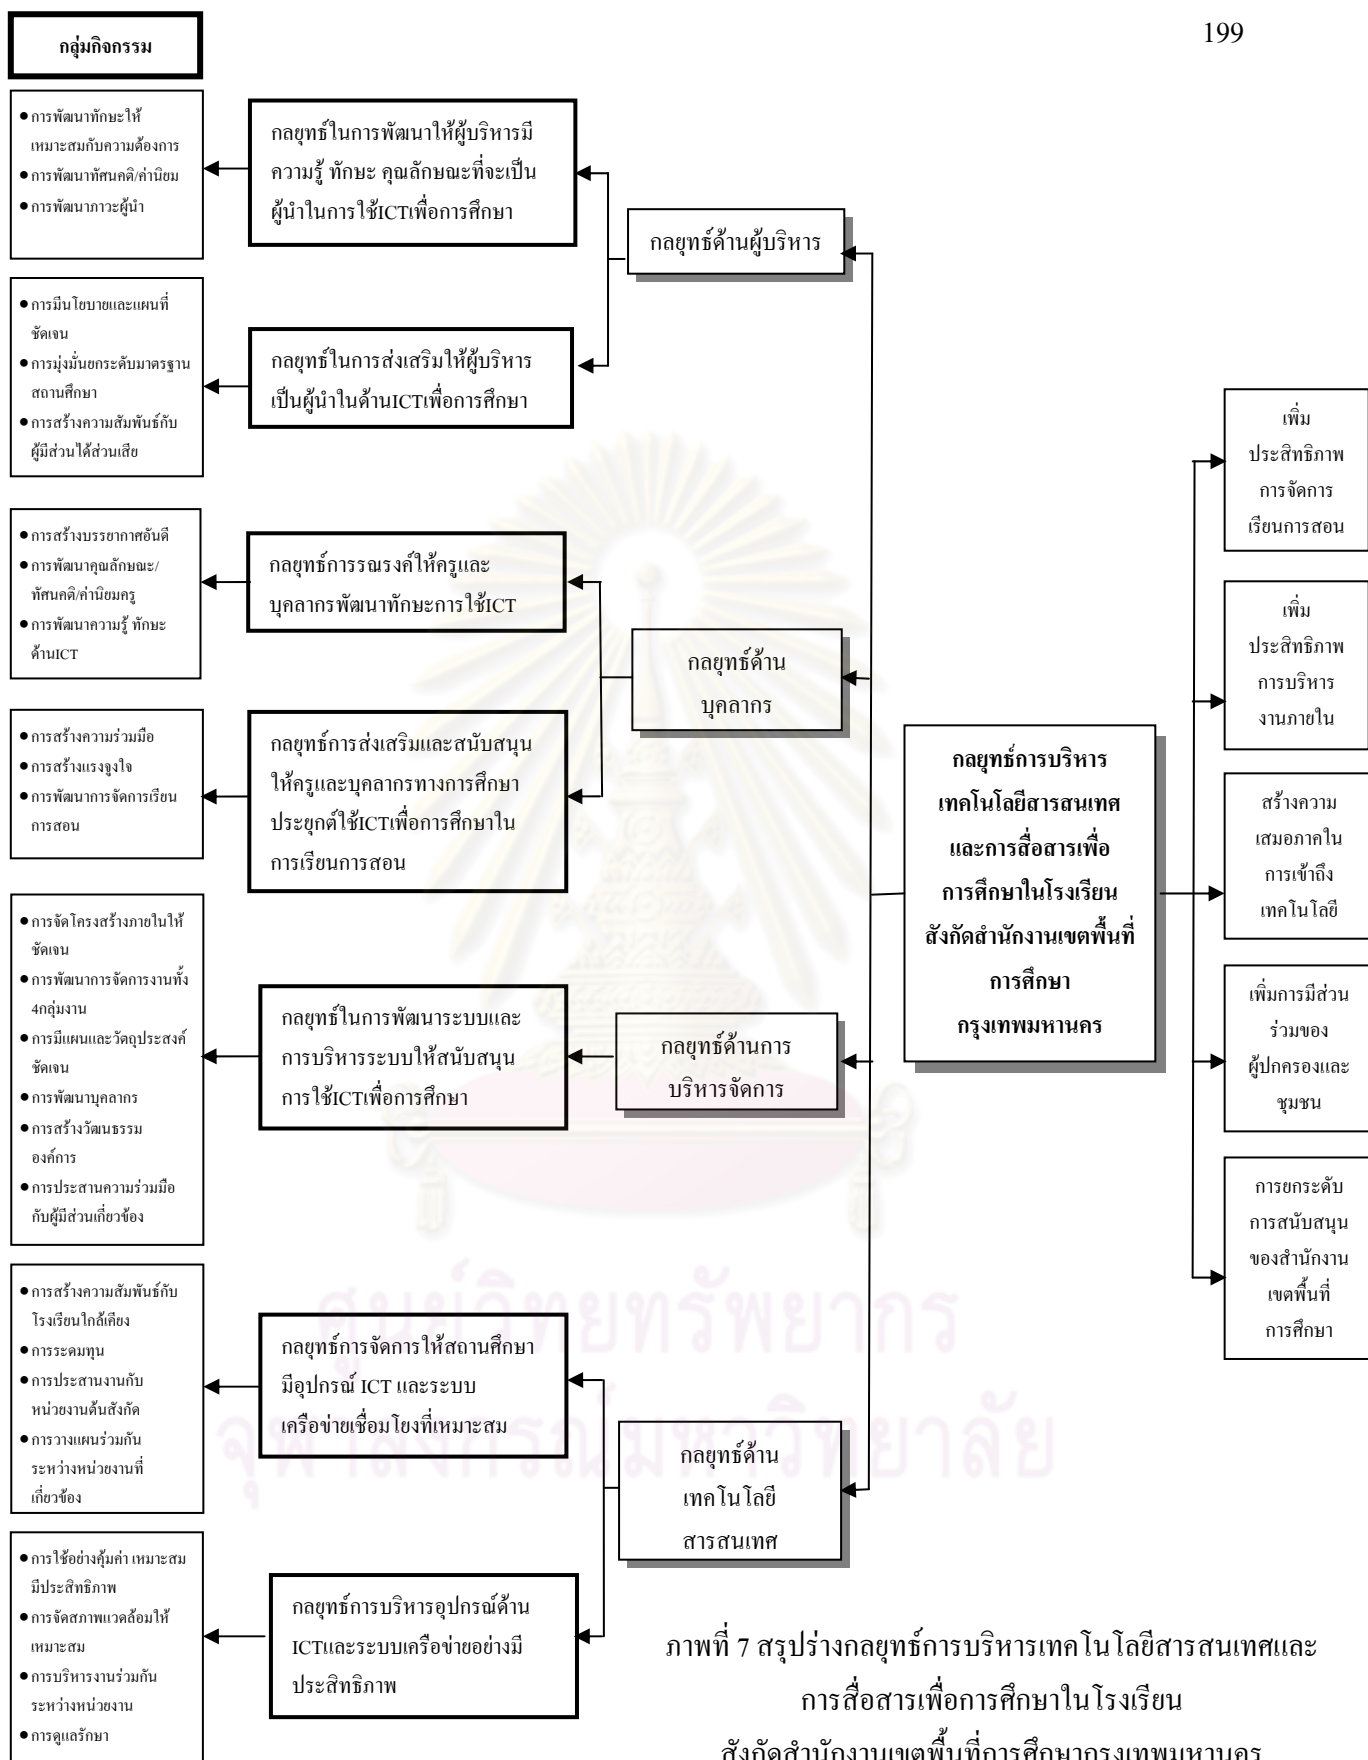 199
กลุ่มกิจกรรม
● การพัฒนาทักษะให้
เหมาะสมกับความต้องการ
● การพัฒนาทัศนคติ/ค่านิยม
● การพัฒนาภาวะผู้นำ
กลยุทธ์ในการพัฒนาให้ผู้บริหารมี
ความรู้ ทักษะ คุณลักษณะที่จะเป็น
ผู้นำในการใช้ICTเพื่อการศึกษา
กลยุทธ์ด้านผู้บริหาร
● การมีนโยบายและแผนที่
ชัดเจน
● การมุ่งมั่นยกระดับมาตรฐาน
สถานศึกษา
● การสร้างความสัมพันธ์กับ
ผู้มีส่วนได้ส่วนเสีย
กลยุทธ์ในการส่งเสริมให้ผู้บริหาร
เป็นผู้นำในด้านICTเพื่อการศึกษา
● การสร้างบรรยากาศอันดี
● การพัฒนาคุณลักษณะ/
ทัศนคติ/ค่านิยมครู
● การพัฒนาความรู้ ทักษะ
ด้านICT
กลยุทธ์การรณรงค์ให้ครูและ
บุคลากรพัฒนาทักษะการใช้ICT
กลยุทธ์ด้าน
บุคลากร
● การสร้างความร่วมมือ
● การสร้างแรงจูงใจ
● การพัฒนาการจัดการเรียน
การสอน
กลยุทธ์การส่งเสริมและสนับสนุน
ให้ครูและบุคลากรทางการศึกษา
ประยุกต์ใช้ICTเพื่อการศึกษาใน
การเรียนการสอน
● การจัดโครงสร้างภายในให้
ชัดเจน
● การพัฒนาการจัดการงานทั้ง
4กลุ่มงาน
● การมีแผนและวัตถุประสงค์
ชัดเจน
● การพัฒนาบุคลากร
● การสร้างวัฒนธรรม
องค์การ
● การประสานความร่วมมือ
กับผู้มีส่วนเกี่ยวข้อง
กลยุทธ์ในการพัฒนาระบบและ
การบริหารระบบให้สนับสนุน
การใช้ICTเพื่อการศึกษา
กลยุทธ์ด้านการ
บริหารจัดการ
● การสร้างความสัมพันธ์กับ
โรงเรียนใกล้เคียง
● การระดมทุน
● การประสานงานกับ
หน่วยงานต้นสังกัด
● การวางแผนร่วมกัน
ระหว่างหน่วยงานที่
เกี่ยวข้อง
กลยุทธ์การจัดการให้สถานศึกษา
มีอุปกรณ์ ICT และระบบ
เครือข่ายเชื่อมโยงที่เหมาะสม
กลยุทธ์ด้าน
เทคโนโลยี
สารสนเทศ
● การใช้อย่างคุ้มค่า เหมาะสม
มีประสิทธิภาพ
● การจัดสภาพแวดล้อมให้
เหมาะสม
● การบริหารงานร่วมกัน
ระหว่างหน่วยงาน
● การดูแลรักษา
กลยุทธ์การบริหารอุปกรณ์ด้าน
ICTและระบบเครือข่ายอย่างมี
ประสิทธิภาพ
กลยุทธ์การบริหาร
เทคโนโลยีสารสนเทศ
และการสื่อสารเพื่อ
การศึกษาในโรงเรียน
สังกัดสำนักงานเขตพื้นที่
การศึกษา
กรุงเทพมหานคร
เพิ่ม
ประสิทธิภาพ
การจัดการ
เรียนการสอน
เพิ่ม
ประสิทธิภาพ
การบริหาร
งานภายใน
สร้างความ
เสมอภาคใน
การเข้าถึง
เทคโนโลยี
เพิ่มการมีส่วน
ร่วมของ
ผู้ปกครองและ
ชุมชน
การยกระดับ
การสนับสนุน
ของสำนักงาน
เขตพื้นที่
การศึกษา
ศูนย์วิทยทรัพยากร
จุฬาลงกรณ์มหาวิทยาลัย
ภาพที่ 7 สรุปร่างกลยุทธ์การบริหารเทคโนโลยีสารสนเทศและ
การสื่อสารเพื่อการศึกษาในโรงเรียน
สังกัดสำนักงานเขตพื้นที่การศึกษากรุงเทพมหานคร